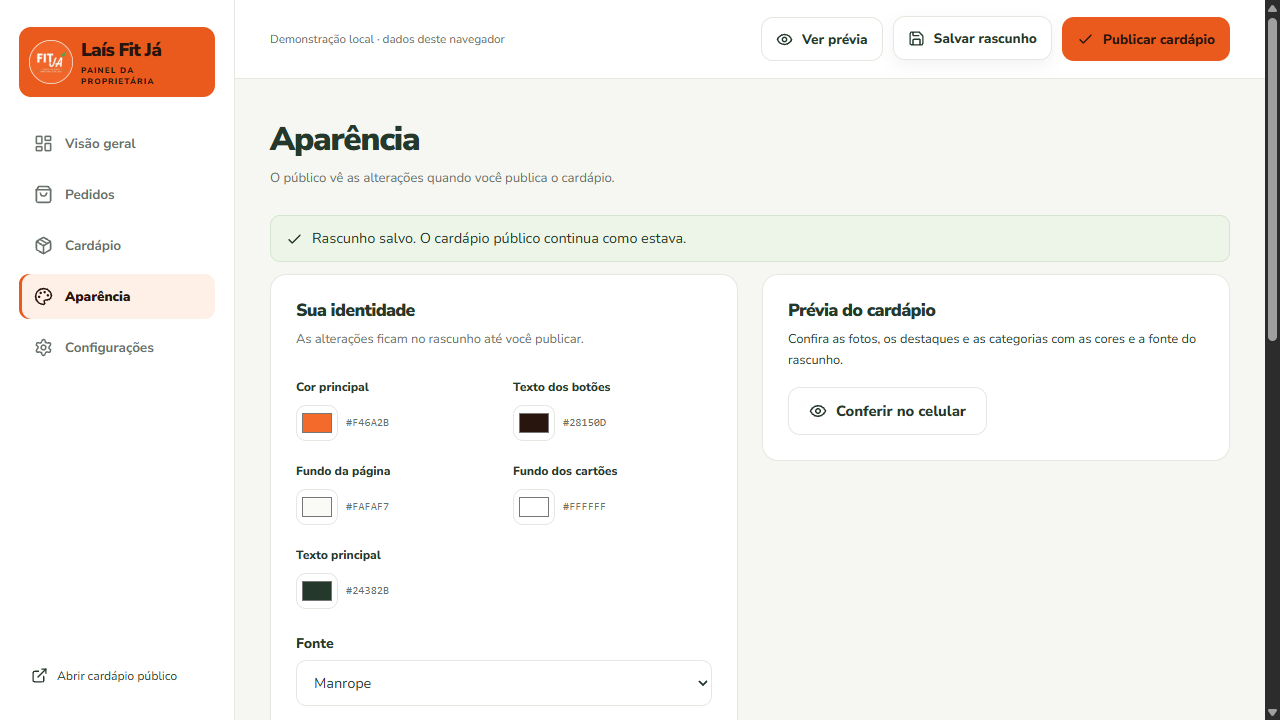 FIT
JÁ
Laís Fit Já
PAINEL DA
PROPRIETÁRIA
Visão geral
Pedidos
Cardápio
Aparência
Configurações
Abrir cardápio público
Demonstração local · dados deste navegador
Ver prévia
Salvar rascunho
Publicar cardápio
Aparência
O público vê as alterações quando você publica o cardápio.
Rascunho salvo. O cardápio público continua como estava.
Sua identidade
As alterações ficam no rascunho até você publicar.
Cor principal
#F46A2B
Texto dos botões
#28150D
Fundo da página
#FAFAF7
Fundo dos cartões
#FFFFFF
Texto principal
#24382B
Fonte
Manrope
Prévia do cardápio
Confira as fotos, os destaques e as categorias com as cores e a fonte do
rascunho.
Conferir no celular